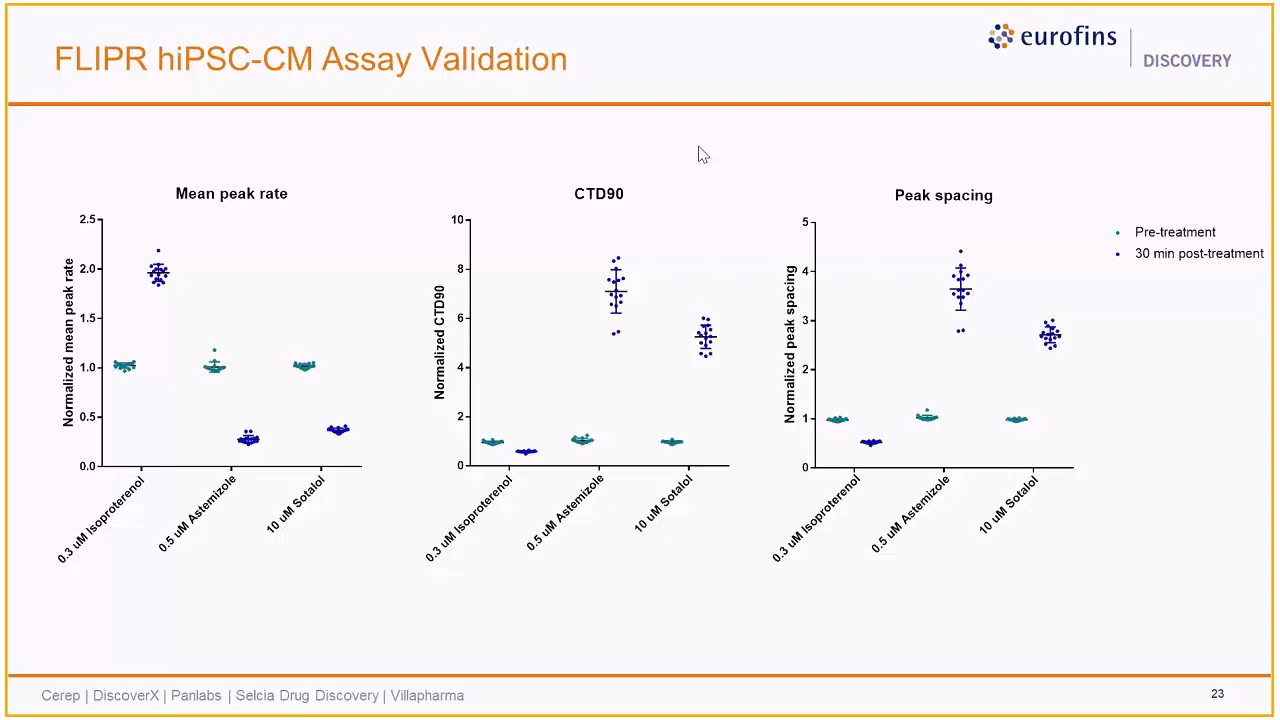 FLIPR hiPSC-CM Assay Validation
eurofins
DISCOVERY
Mean peak rate
Normalized mean peak rate
2.5
2.0
1.5
1.0
0.5
0.0
0.3 uM Isoproterenol
0.5 uM Astemizole
10 uM Sotalol
CTD90
Normalized CTD90
10
8
6
4
2
0
0.3 uM Isoproterenol
0.5 uM Astemizole
10 uM Sotalol
Peak spacing
Normalized peak spacing
5
4
3
2
1
0
0.3 uM Isoproterenol
0.5 uM Astemizole
10 uM Sotalol
Pre-treatment
30 min post-treatment
Cerep | DiscoverX | Panlabs | Selcia Drug Discovery | Villapharma
23